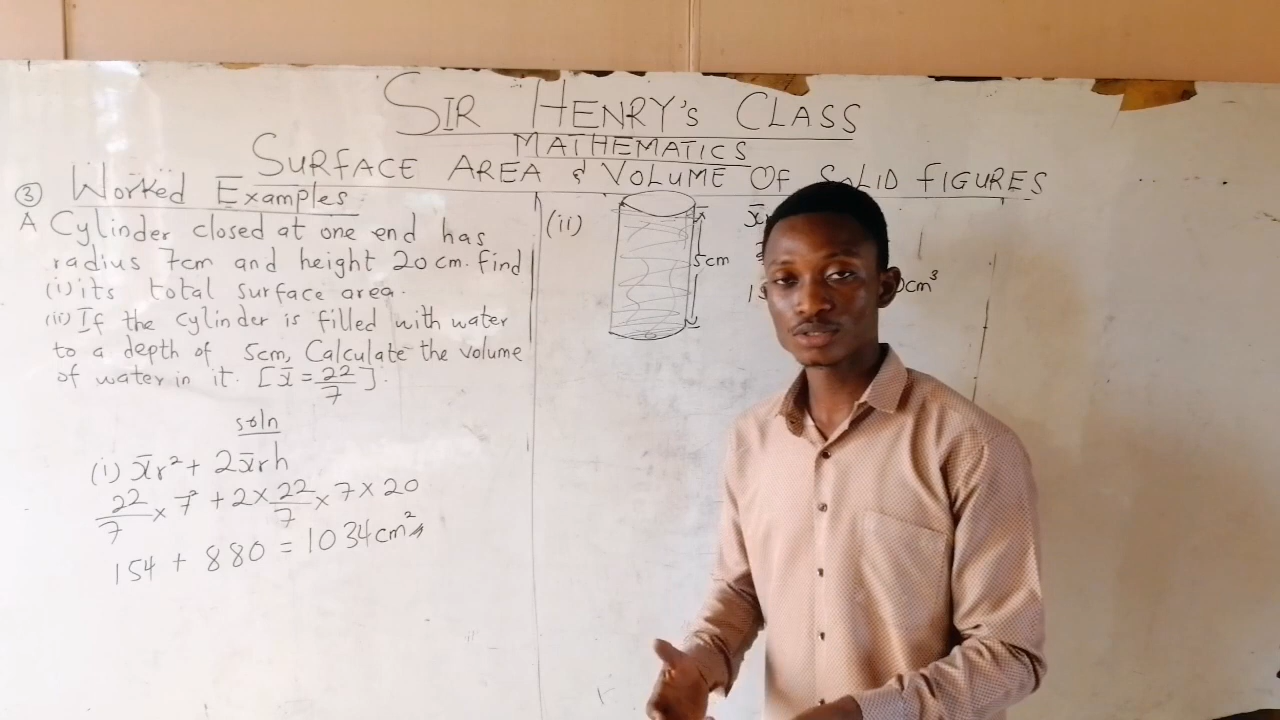 SIR HENRY'S CLASS
MATHEMATICS
SURFACE AREA & VOLUME OF SOLID FIGURES
③ Worked Examples
A Cylinder closed at one end has
radius 7cm and height 20cm. find
(i) its total surface area.
(ii) If the cylinder is filled with water
to a depth of 5cm, Calculate the volume
of water in it. [π = 22/7].
soln
(i) πr² + 2πrh
22/7 × 7² + 2 × 22/7 × 7 × 20
154 + 880 = 1034cm²
(ii)
5cm
cm³